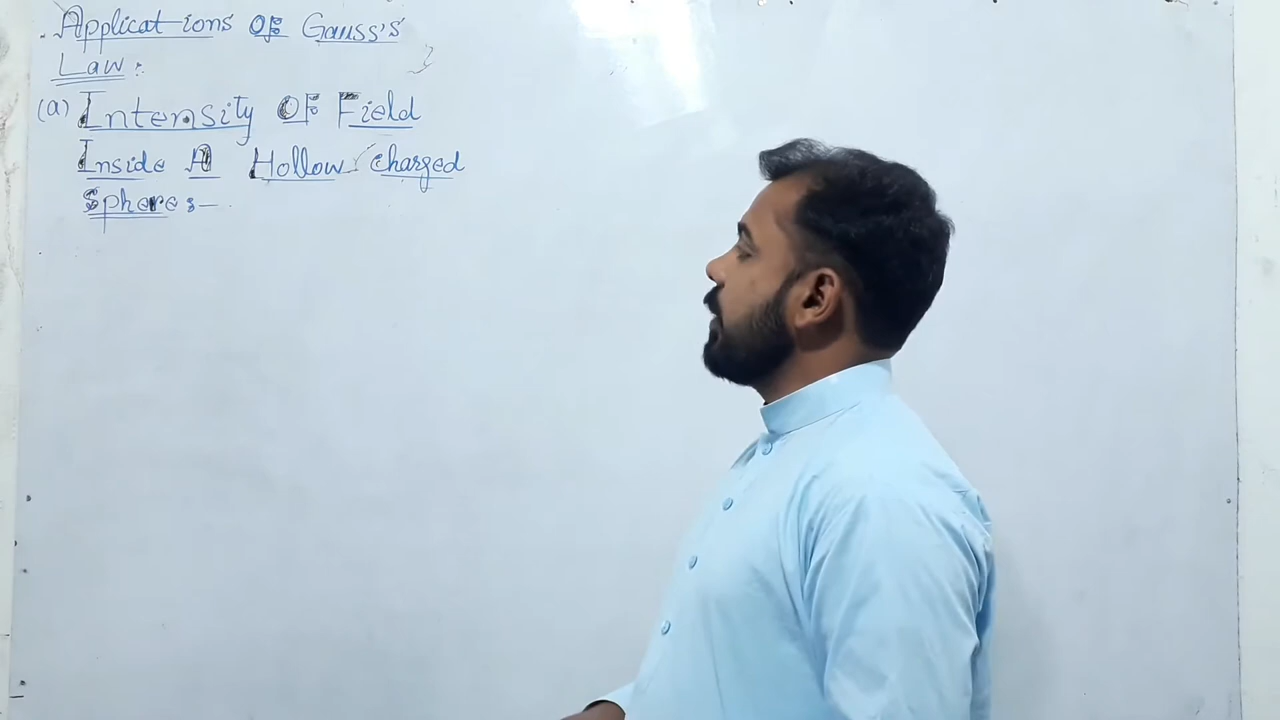 Applications OF Gauss's
Law :
(a) Intensity OF Field
Inside A Hollow charged
Sphere :-